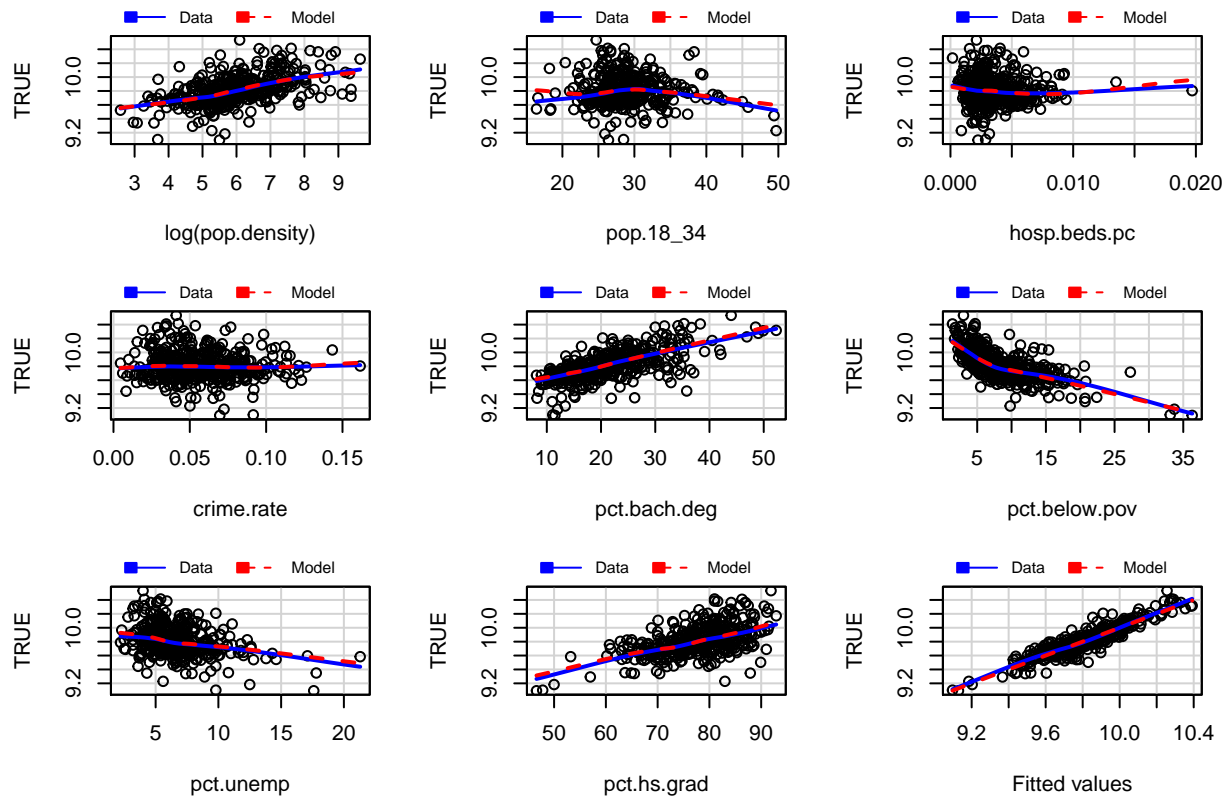 Data Model Data Model Data Model
TRUE 9.2 10.0 TRUE 9.2 10.0 TRUE 9.2 10.0
3 4 5 6 7 8 9 20 30 40 50 0.000 0.010 0.020
log(pop.density) pop.18_34 hosp.beds.pc
Data Model Data Model Data Model
TRUE 9.2 10.0 TRUE 9.2 10.0 TRUE 9.2 10.0
0.00 0.05 0.10 0.15 10 20 30 40 50 5 15 25 35
crime.rate pct.bach.deg pct.below.pov
Data Model Data Model Data Model
TRUE 9.2 10.0 TRUE 9.2 10.0 TRUE 9.2 10.0
5 10 15 20 50 60 70 80 90 9.2 9.6 10.0 10.4
pct.unemp pct.hs.grad Fitted values